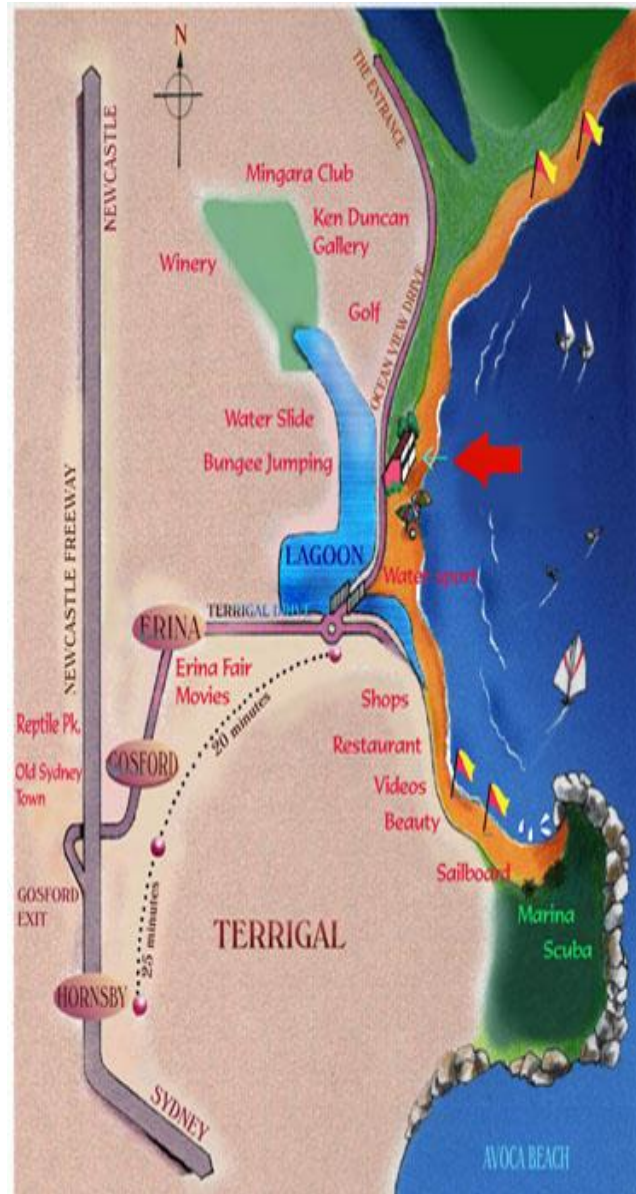 N
THE ENTRANCE
NEWCASTLE
Mingara Club
Ken Duncan
Gallery
Winery
Golf
OCEAN VIEW DRIVE
Water Slide
Bungee Jumping
NEWCASTLE FREEWAY
LAGOON
Water sport
TERRIGAL DRIVE
ERINA
Erina Fair
Movies
20 minutes
Shops
Reptile Pk,
GOSFORD
Restaurant
Old Sydney
Town
Videos
Beauty
Sailboard
GOSFORD
EXIT
25 minutes
TERRIGAL
Marina
Scuba
HORNSBY
SYDNEY
AVOCA BEACH